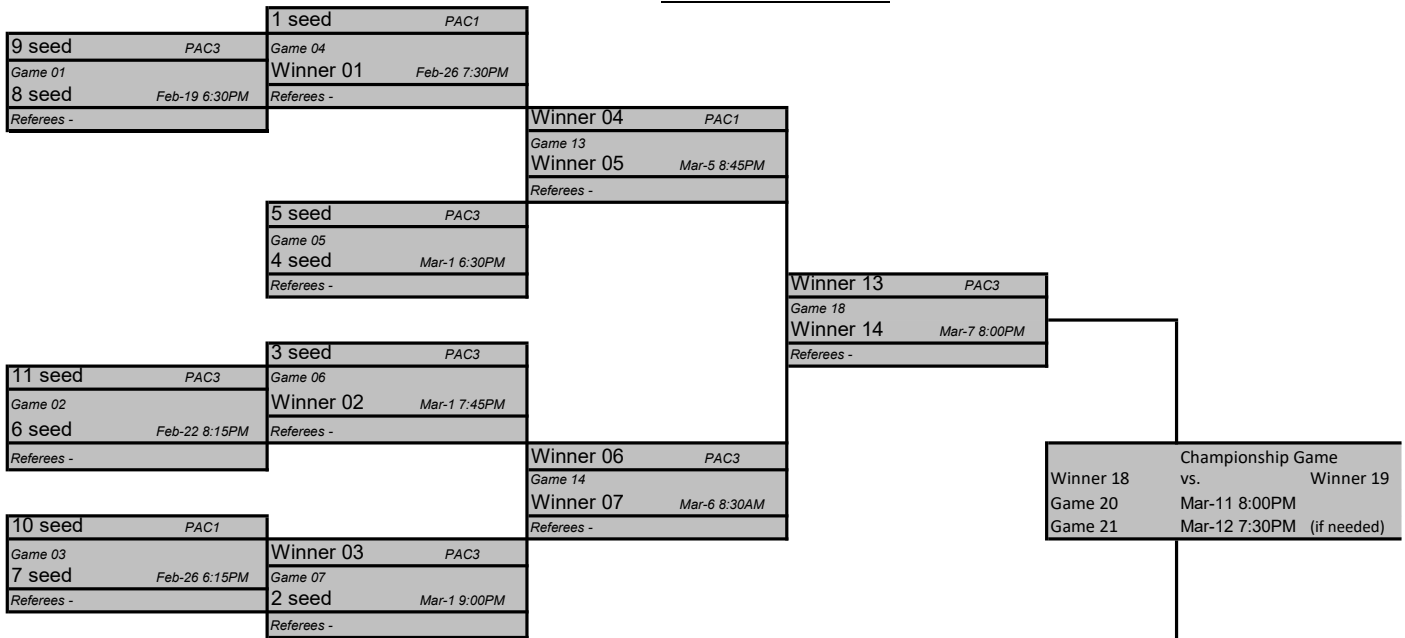 1 seed PAC1
Game 04
Winner 01 Feb-26 7:30PM
Referees -
9 seed PAC3
Game 01
8 seed Feb-19 6:30PM
Referees -
Winner 04 PAC1
Game 13
Winner 05 Mar-5 8:45PM
Referees -
5 seed PAC3
Game 05
4 seed Mar-1 6:30PM
Referees -
Winner 13 PAC3
Game 18
Winner 14 Mar-7 8:00PM
Referees -
3 seed PAC3
Game 06
Winner 02 Mar-1 7:45PM
Referees -
11 seed PAC3
Game 02
6 seed Feb-22 8:15PM
Referees -
Winner 06 PAC3
Game 14
Winner 07 Mar-6 8:30AM
Referees -
Championship Game
Winner 18 vs. Winner 19
Game 20 Mar-11 8:00PM
Game 21 Mar-12 7:30PM (if needed)
10 seed PAC1
Game 03
7 seed Feb-26 6:15PM
Referees -
Winner 03 PAC3
Game 07
2 seed Mar-1 9:00PM
Referees -